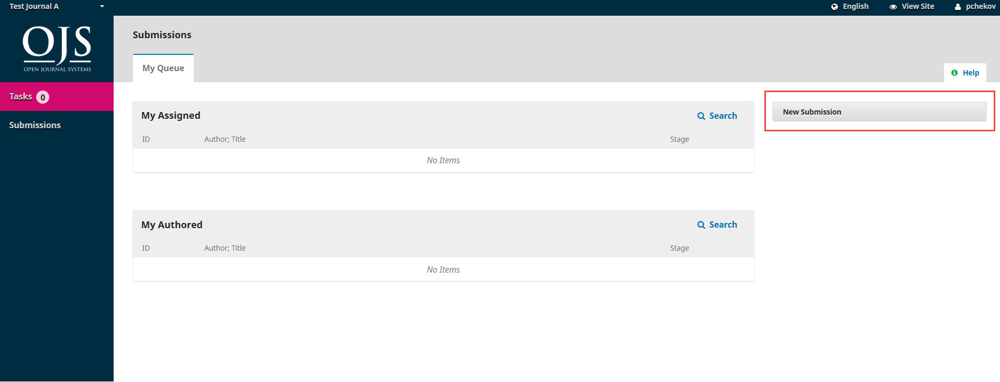 Test Journal A
English
View Site
pchekov
OJS
OPEN JOURNAL SYSTEMS
Submissions
My Queue
Help
Tasks 0
Submissions
My Assigned
Search
ID Author; Title Stage
No Items
New Submission
My Authored
Search
ID Author; Title Stage
No Items